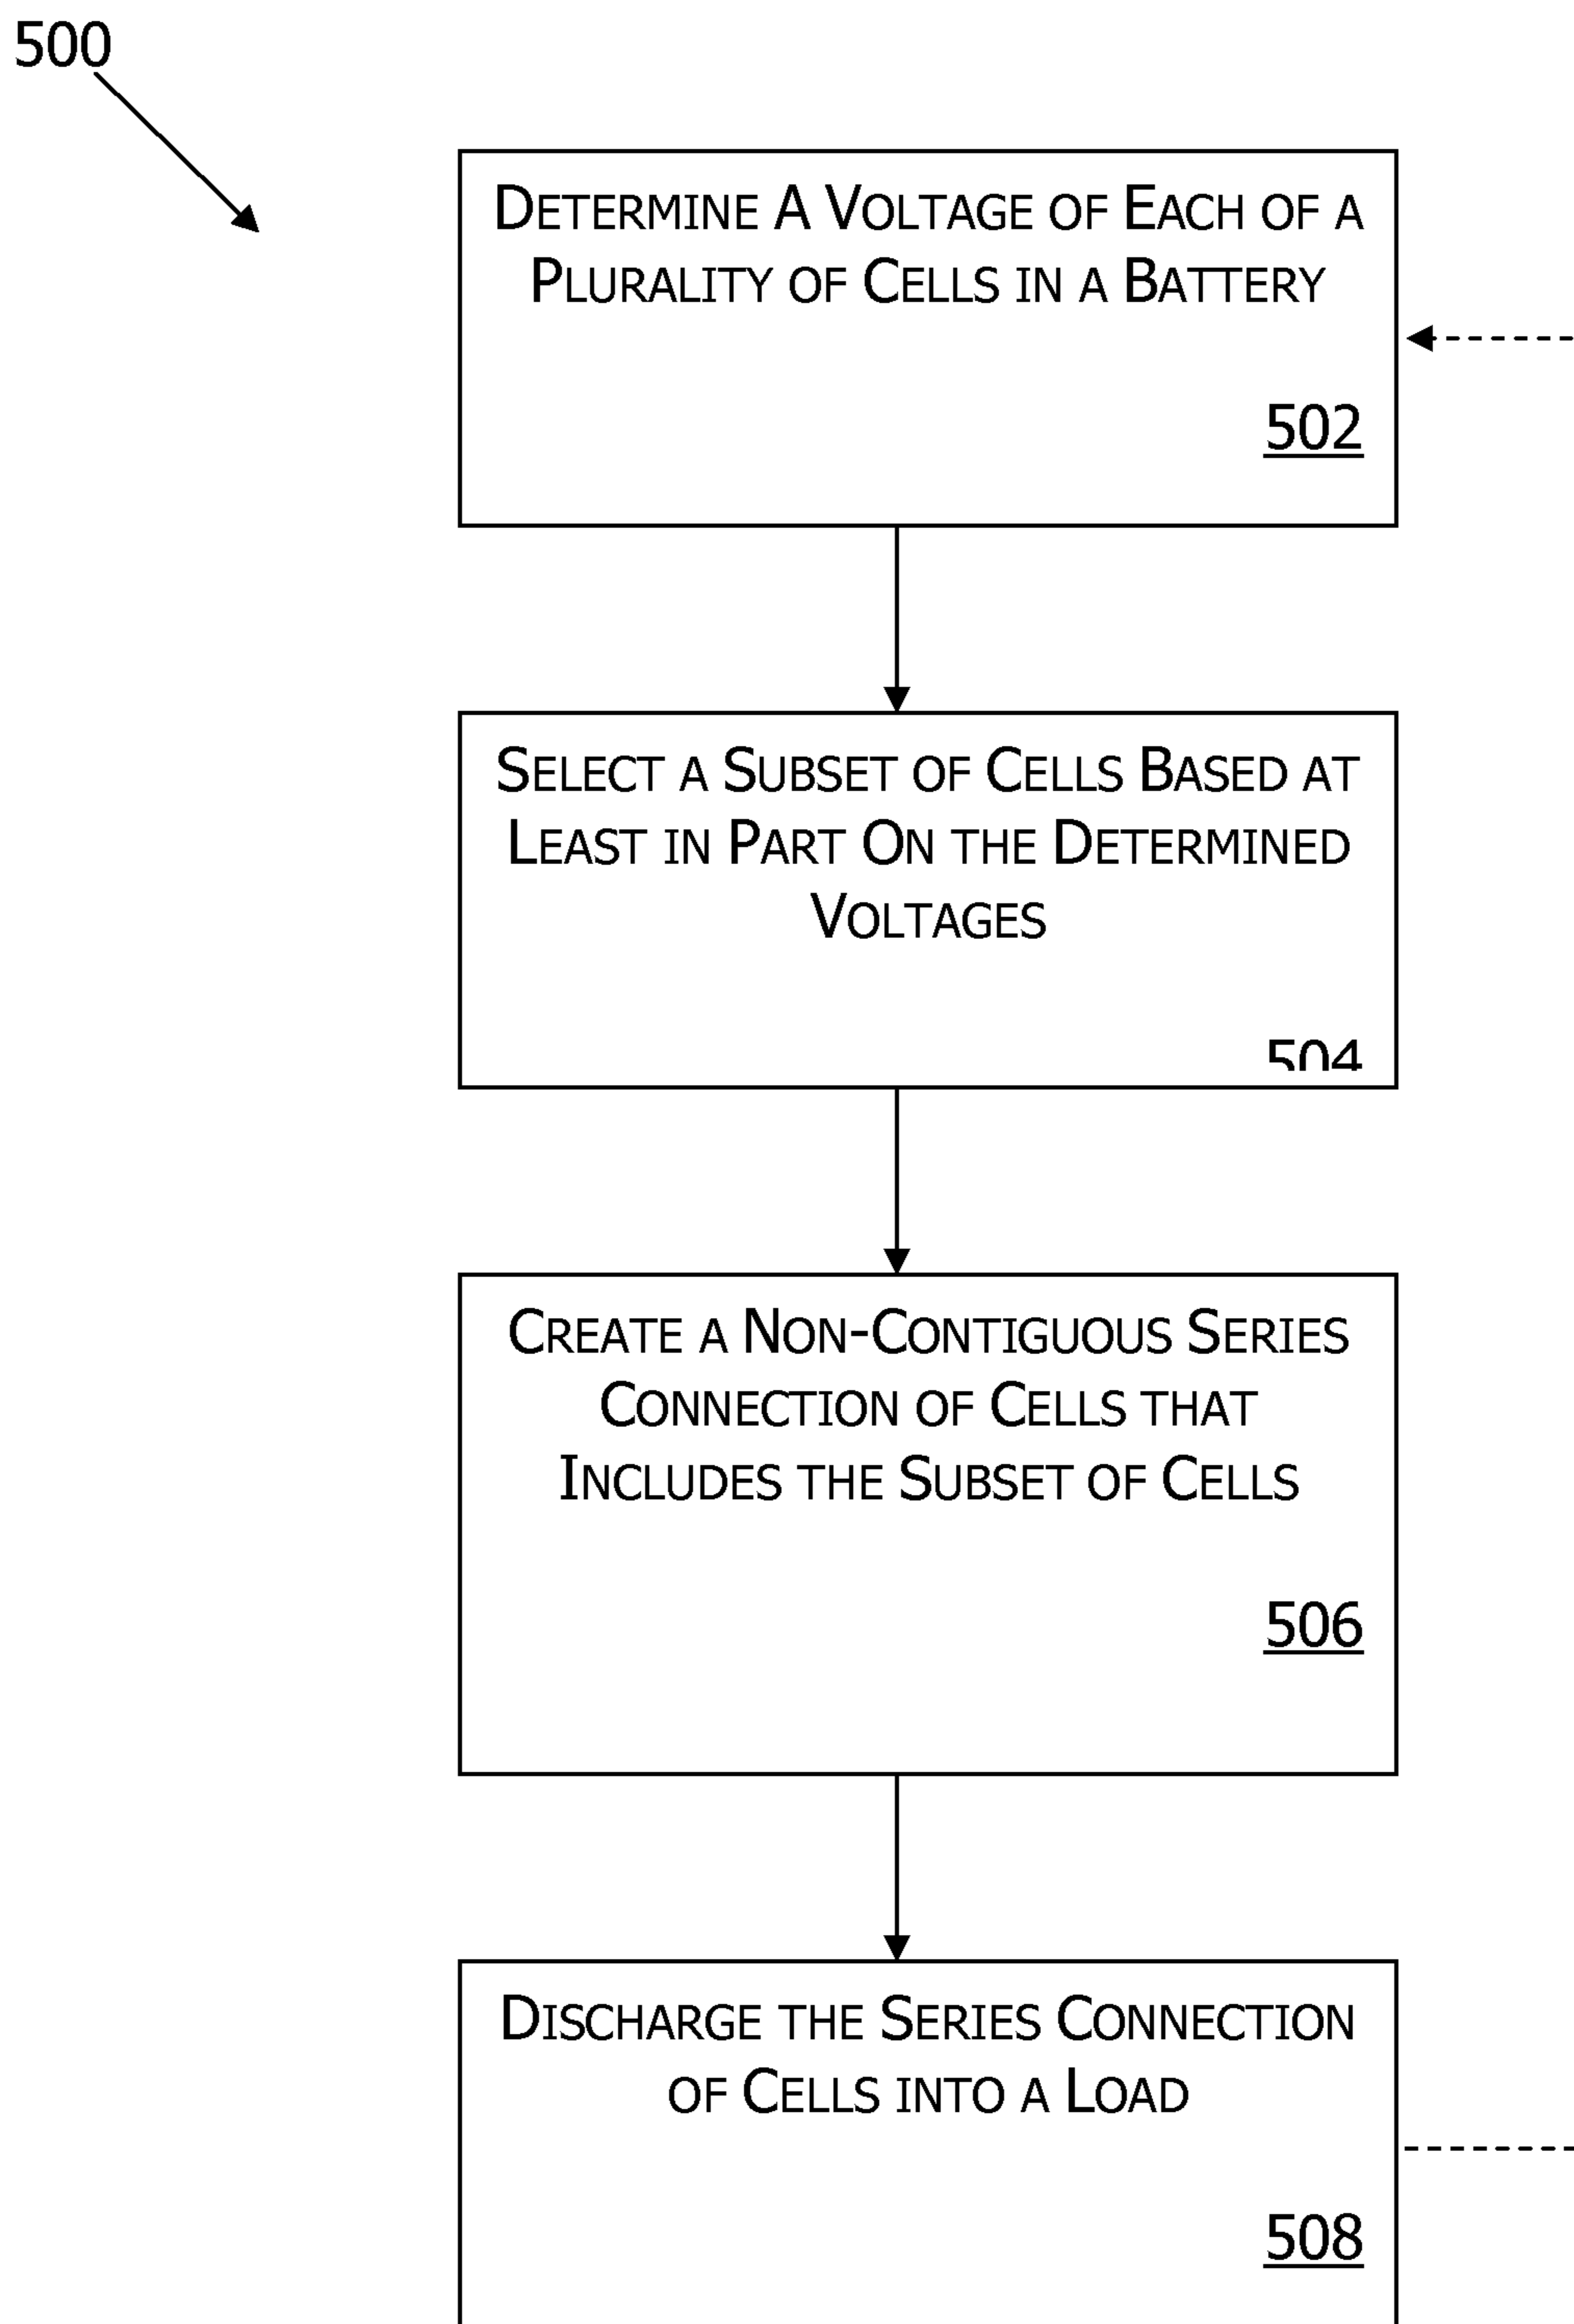 500
Determine A Voltage of Each of a
Plurality of Cells in a Battery
502
Select a Subset of Cells Based at
Least in Part On the Determined
Voltages
504
Create a Non-Contiguous Series
Connection of Cells that
Includes the Subset of Cells
506
Discharge the Series Connection
of Cells into a Load
508